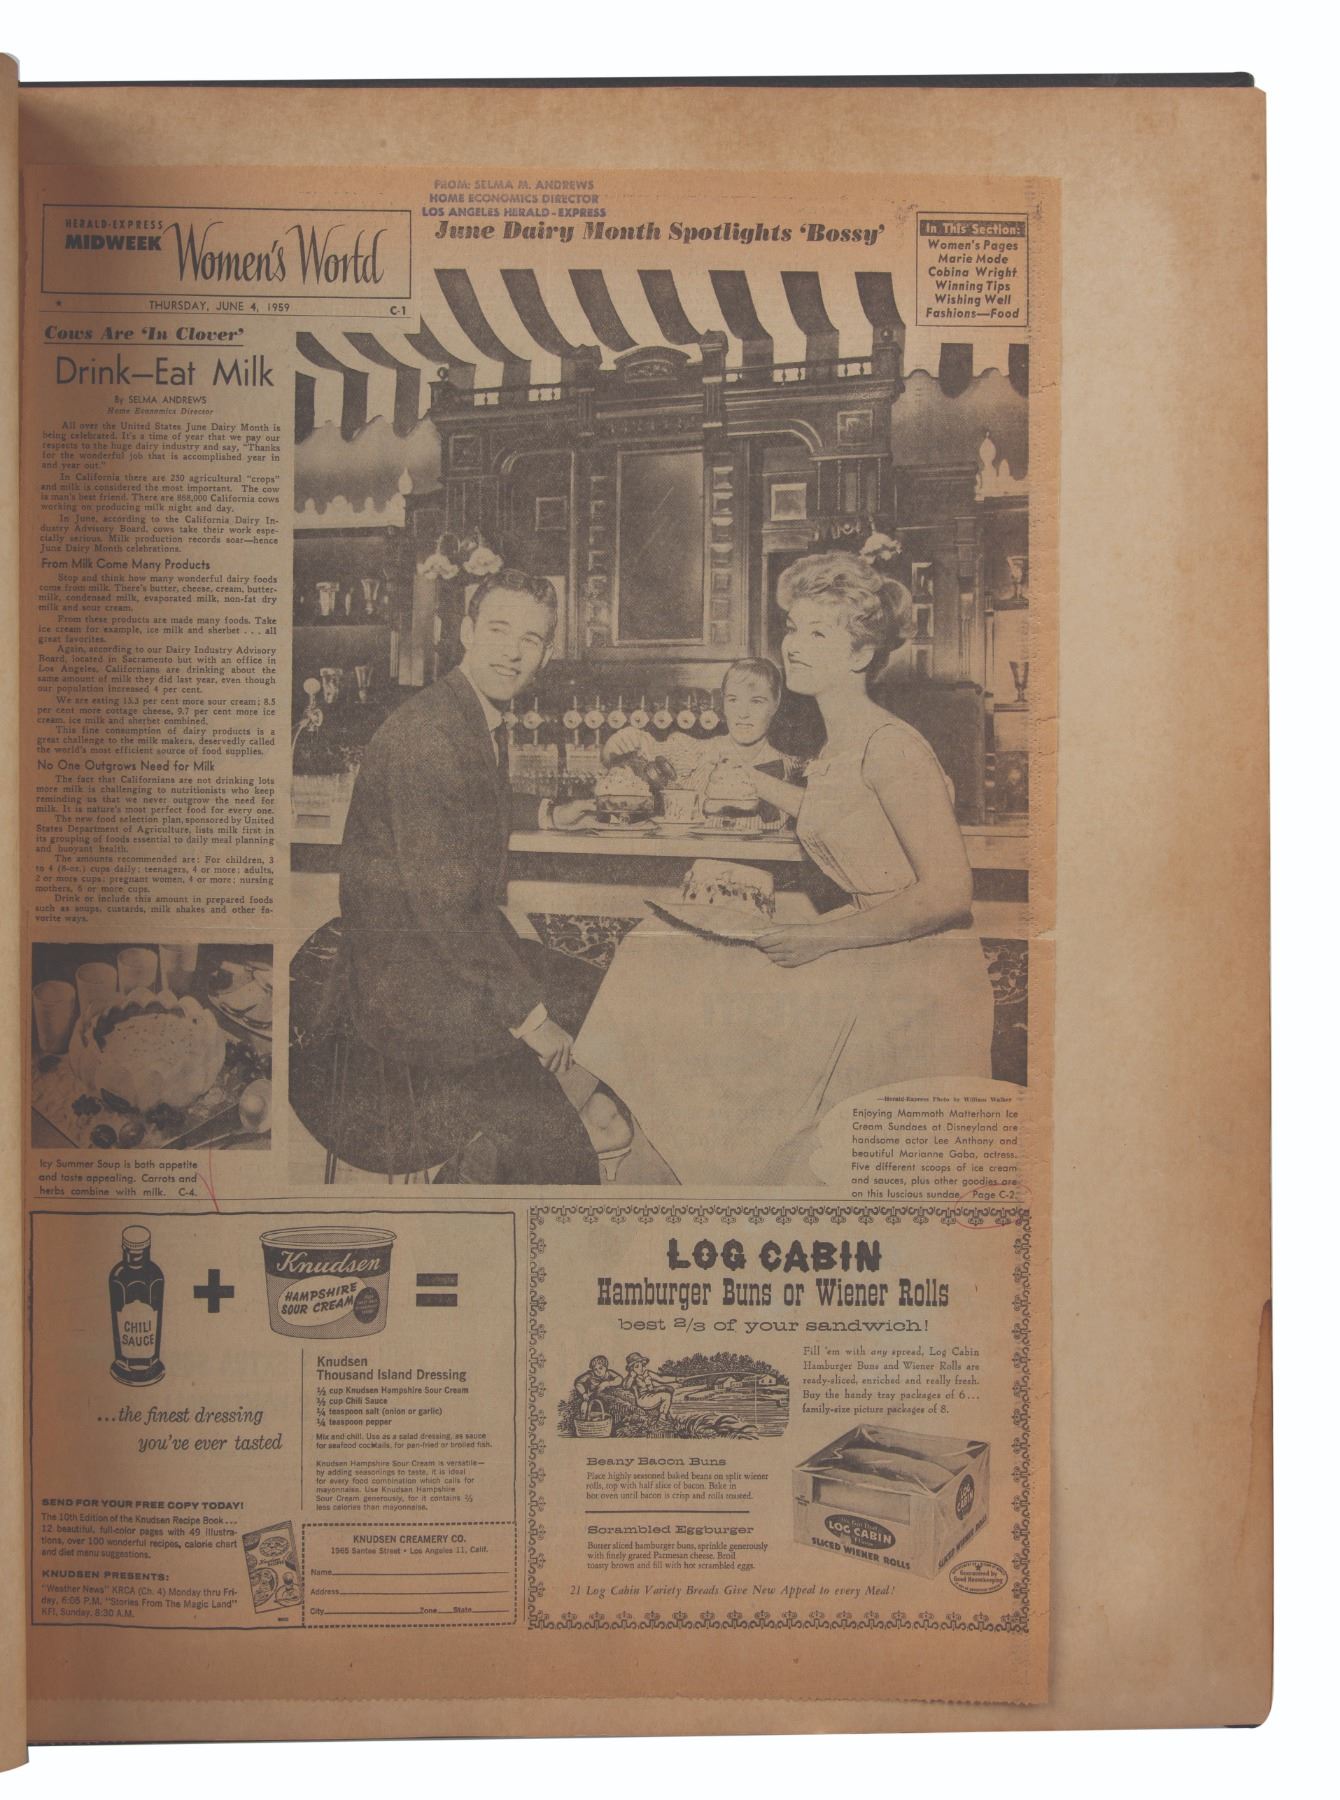 FROM: SELMA M. ANDREWS
HOME ECONOMICS DIRECTOR
LOS ANGELES HERALD-EXPRESS
HERALD-EXPRESS
MIDWEEK
Women's World
THURSDAY, JUNE 4, 1959
C-1
June Dairy Month Spotlights 'Bossy'
In This Section:
Women's Pages
Marie Mode
Cobina Wright
Winning Tips
Wishing Well
Fashions—Food
Cows Are 'In Clover'
Drink—Eat Milk
By SELMA ANDREWS
Home Economics Director
All over the United States June Dairy Month is
being celebrated. It's a time of year that we pay our
respects to the huge dairy industry and say, "Thanks
for the wonderful job that is accomplished year in
and year out."
In California there are 250 agricultural "crops"
and milk is considered the most important. The cow
is man's best friend. There are 868,000 California cows
working on producing milk night and day.
In June, according to the California Dairy In-
dustry Advisory Board, cows take their work espe-
cially serious. Milk production records soar—hence
June Dairy Month celebrations.
From Milk Come Many Products
Stop and think how many wonderful dairy foods
come from milk. There's butter, cheese, cream, butter-
milk, condensed milk, evaporated milk, non-fat dry
milk and sour cream.
From these products are made many foods. Take
ice cream for example, ice milk and sherbet . . . all
great favorites.
Again, according to our Dairy Industry Advisory
Board, located in Sacramento but with an office in
Los Angeles, Californians are drinking about the
same amount of milk they did last year, even though
our population increased 4 per cent.
We are eating 13.3 per cent more sour cream; 8.5
per cent more cottage cheese, 9.7 per cent more ice
cream, ice milk and sherbet combined.
This fine consumption of dairy products is a
great challenge to the milk makers, deservedly called
the world's most efficient source of food supplies.
No One Outgrows Need for Milk
The fact that Californians are not drinking lots
more milk is challenging to nutritionists who keep
reminding us that we never outgrow the need for
milk. It is nature's most perfect food for every one.
The new food selection plan, sponsored by United
States Department of Agriculture, lists milk first in
its grouping of foods essential to daily meal planning
and buoyant health.
The amounts recommended are: For children, 3
to 4 (8-oz.) cups daily; teenagers, 4 or more; adults,
2 or more cups; pregnant women, 4 or more; nursing
mothers, 6 or more cups.
Drink or include this amount in prepared foods
such as soups, custards, milk shakes and other fa-
vorite ways.
Icy Summer Soup is both appetite
and taste appealing. Carrots and
herbs combine with milk. C-4.
—Herald-Express Photo by William Walker
Enjoying Mammoth Matterhorn Ice
Cream Sundaes at Disneyland are
handsome actor Lee Anthony and
beautiful Marianne Gaba, actress.
Five different scoops of ice cream
and sauces, plus other goodies are
on this luscious sundae. Page C-2.
CHILI
SAUCE
+
Knudsen
HAMPSHIRE
SOUR CREAM
=
...the finest dressing
you've ever tasted
Knudsen
Thousand Island Dressing
½ cup Knudsen Hampshire Sour Cream
½ cup Chili Sauce
¼ teaspoon salt (onion or garlic)
¼ teaspoon pepper
Mix and chill. Use as a salad dressing, as sauce
for seafood cocktails, for pan-fried or broiled fish.
Knudsen Hampshire Sour Cream is versatile—
by adding seasonings to taste, it is ideal
for every food combination which calls for
mayonnaise. Use Knudsen Hampshire
Sour Cream generously, for it contains ⅔
less calories than mayonnaise.
SEND FOR YOUR FREE COPY TODAY!
The 10th Edition of the Knudsen Recipe Book...
12 beautiful, full-color pages with 49 illustra-
tions, over 100 wonderful recipes, calorie chart
and diet menu suggestions.
KNUDSEN PRESENTS:
"Weather News" KRCA (Ch. 4) Monday thru Fri-
day, 6:05 P.M. "Stories From The Magic Land"
KFI, Sunday, 8:30 A.M.
KNUDSEN CREAMERY CO.
1965 Santee Street • Los Angeles 11, Calif.
Name
Address
City Zone State
LOG CABIN
Hamburger Buns or Wiener Rolls
best 2/3 of your sandwich!
Fill 'em with any spread, Log Cabin
Hamburger Buns and Wiener Rolls are
ready-sliced, enriched and really fresh.
Buy the handy tray packages of 6...
family-size picture packages of 8.
Beany Bacon Buns
Place highly seasoned baked beans on split wiener
rolls, top with half slice of bacon. Bake in
hot oven until bacon is crisp and rolls toasted.
Scrambled Eggburger
Butter sliced hamburger buns, sprinkle generously
with finely grated Parmesan cheese. Broil
toasty brown and fill with hot scrambled eggs.
LOG CABIN
SLICED WIENER ROLLS
LOG CABIN
SLICED WIENER ROLLS
Guaranteed by
Good Housekeeping
21 Log Cabin Variety Breads Give New Appeal to every Meal!